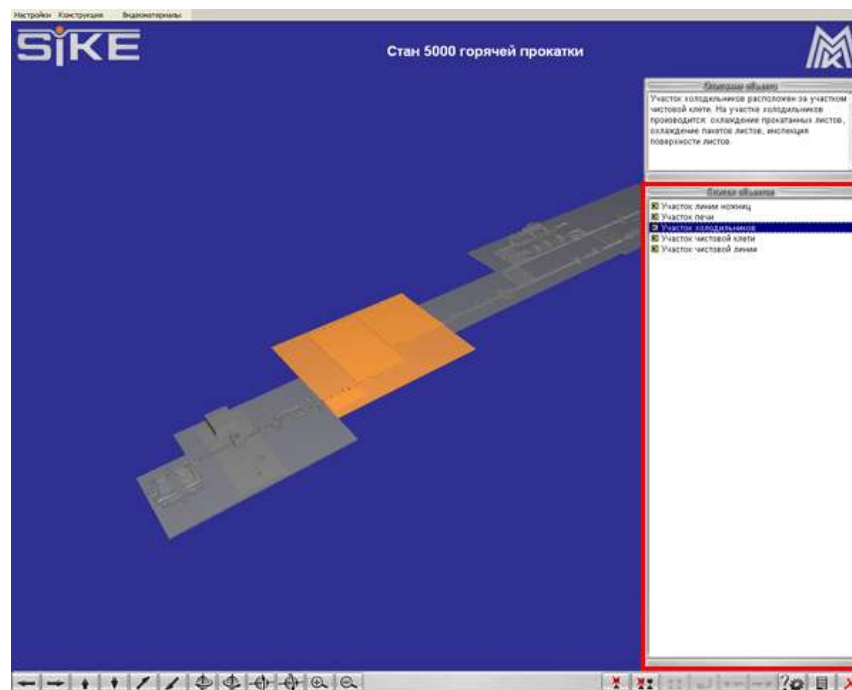 Настройки Конструкция Видеоматериалы
SIKE
Стан 5000 горячей прокатки
Описание объекта
Участок холодильников расположен за участком
чистовой клети. На участке холодильников
производится: охлаждение прокатанных листов,
охлаждение пакетов листов, инспекция
поверхности листов.
Список объектов
Участок линии ножниц
Участок печи
Участок холодильников
Участок чистовой клети
Участок чистовой линии